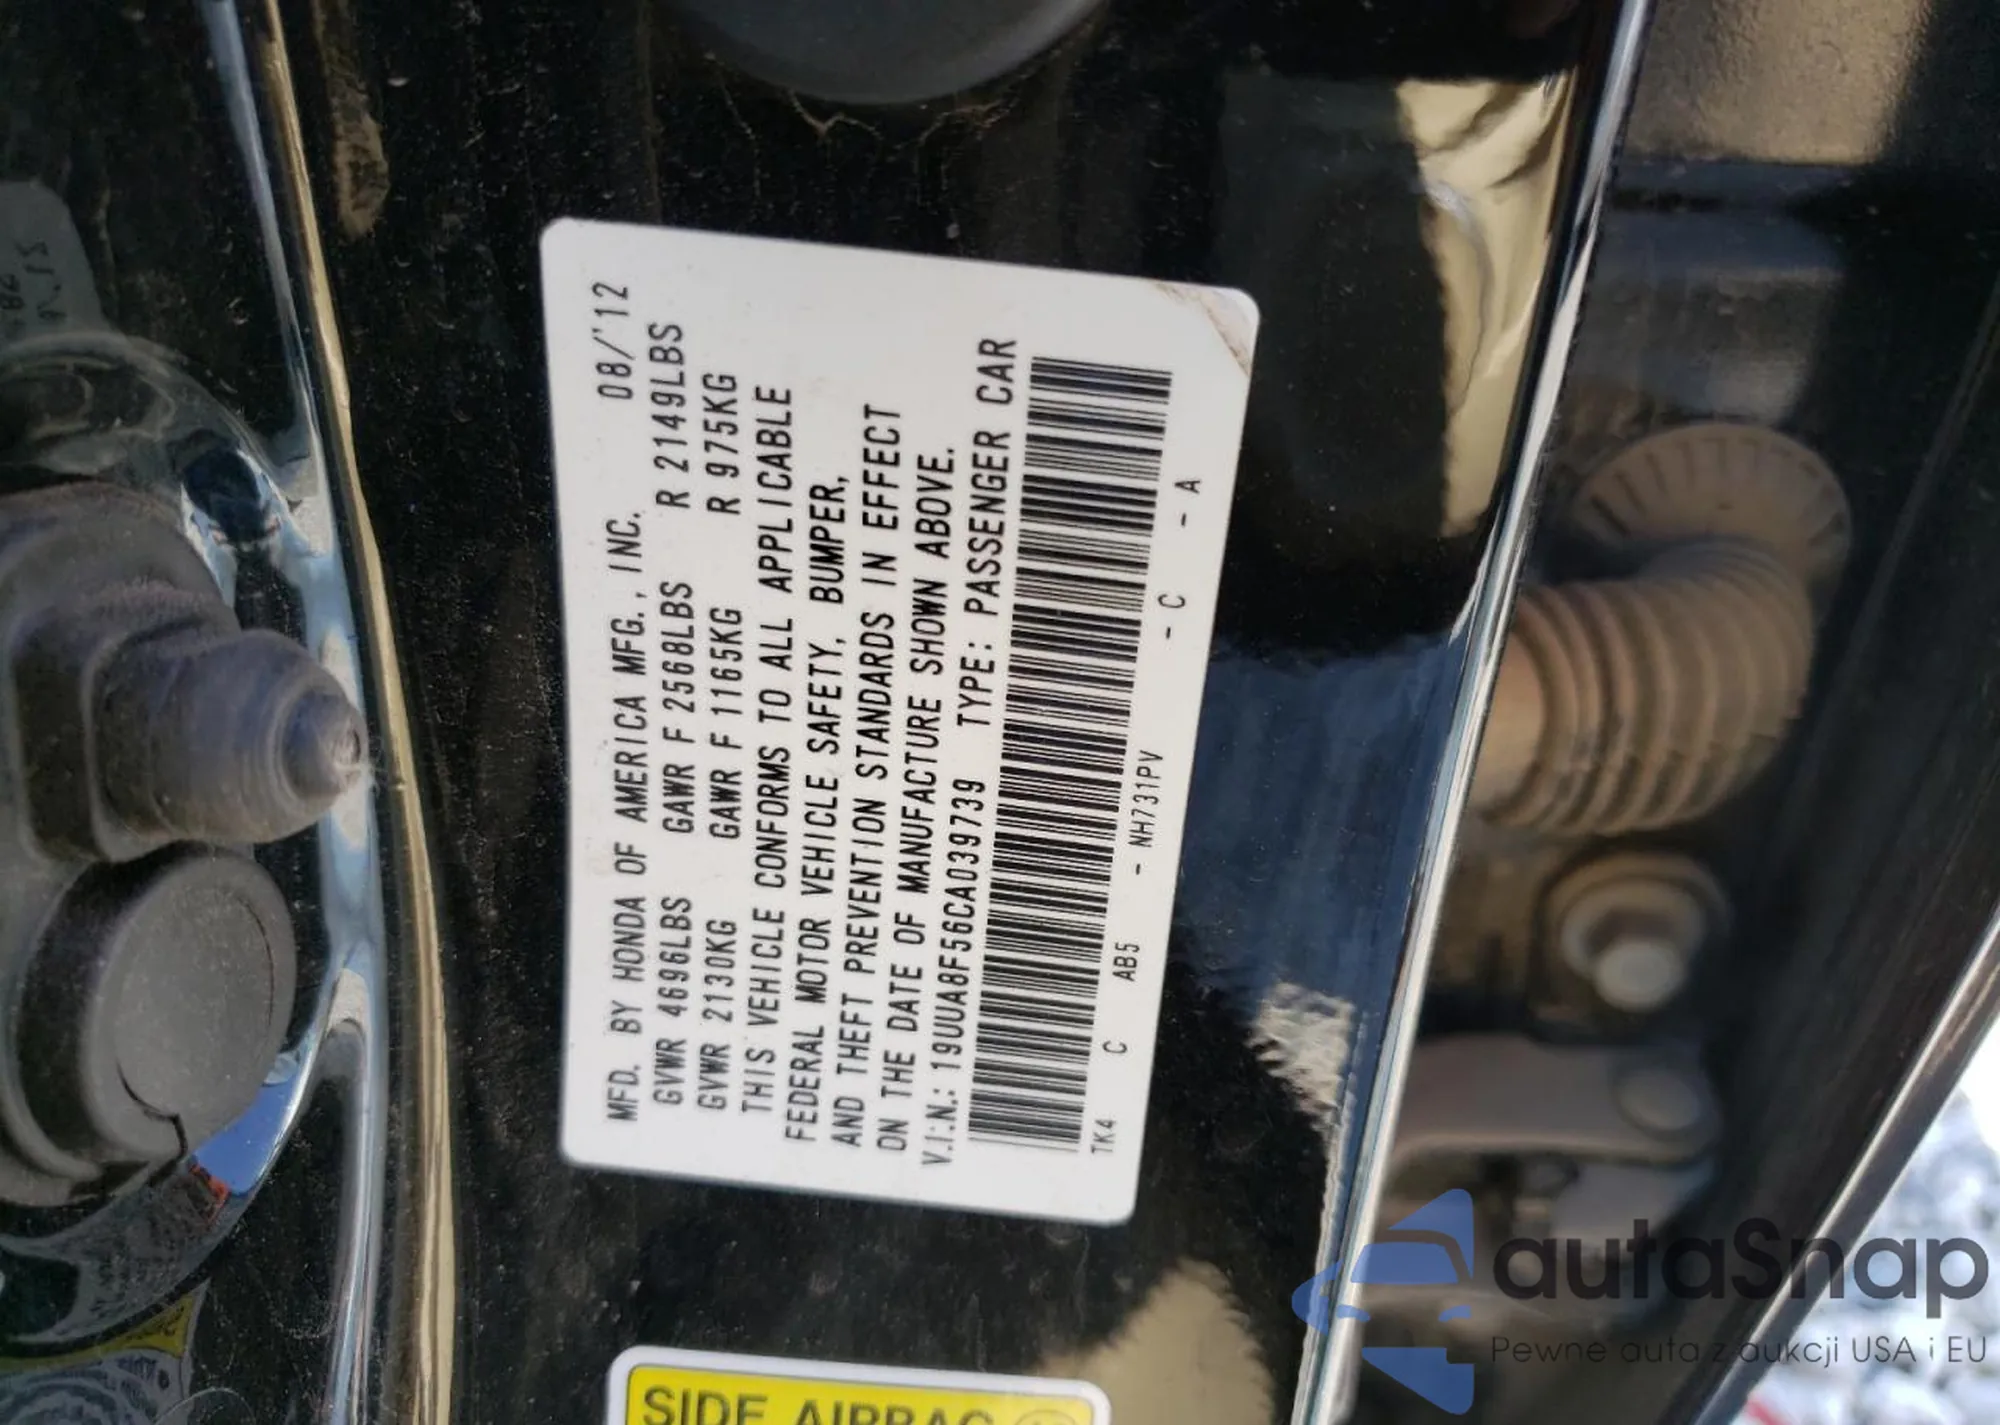 MFD. BY HONDA OF AMERICA MFG., INC. 08/'12
GVWR 4696LBS GAWR F 2568LBS R 2149LBS
GVWR 2130KG GAWR F 1165KG R 975KG
THIS VEHICLE CONFORMS TO ALL APPLICABLE
FEDERAL MOTOR VEHICLE SAFETY, BUMPER,
AND THEFT PREVENTION STANDARDS IN EFFECT
ON THE DATE OF MANUFACTURE SHOWN ABOVE.
V.I.N.: 19UUA8F56CA039739 TYPE: PASSENGER CAR
TK4 C AB5 - NH731PV - C - A
SIDE AIRBAG
autaSnap
Pewne auta z aukcji USA i EU